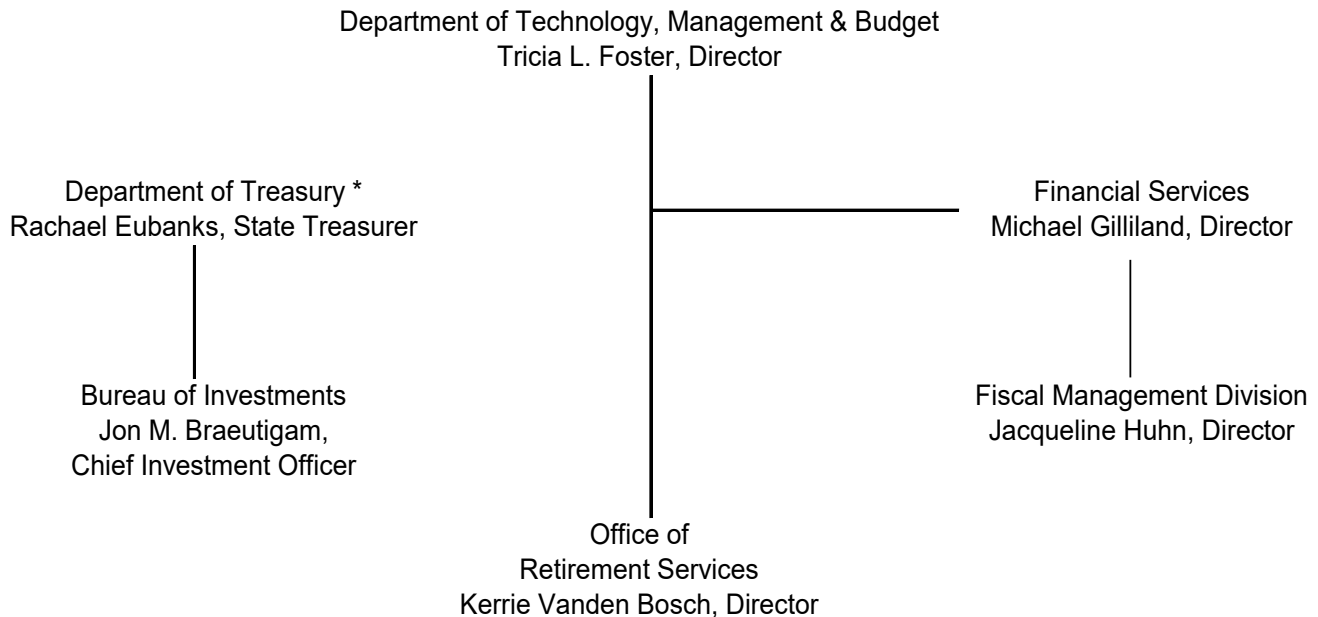 Department of Technology, Management & Budget
Tricia L. Foster, Director
Department of Treasury *
Rachael Eubanks, State Treasurer
Financial Services
Michael Gilliland, Director
Bureau of Investments
Jon M. Braeutigam,
Chief Investment Officer
Fiscal Management Division
Jacqueline Huhn, Director
Office of
Retirement Services
Kerrie Vanden Bosch, Director